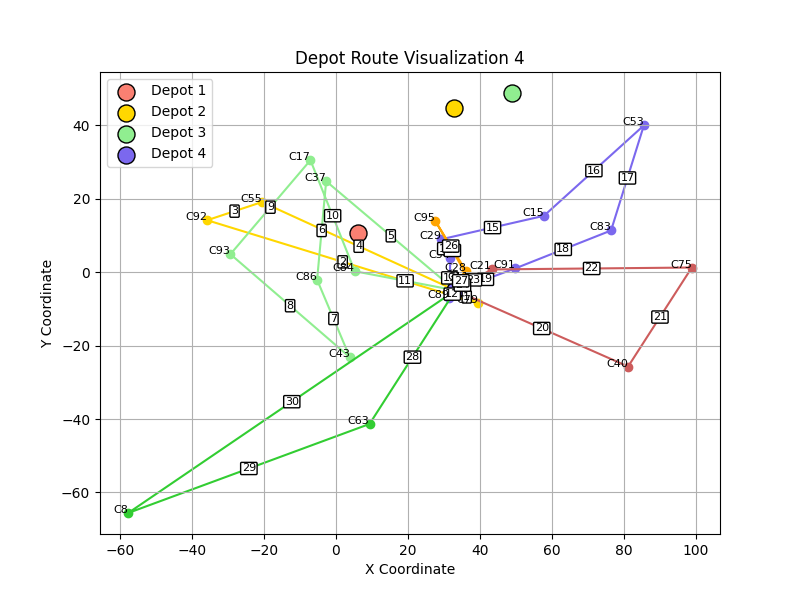 Depot Route Visualization 4
Depot 1
Depot 2
Depot 3
Depot 4
Y Coordinate
40
20
0
−20
−40
−60
C53
C17
C37
C55
C92
C95
C15
C29
C83
C93
C84
C28
C21
C91
C75
C86
C89
C43
C40
C63
C8
16
17
3
9
10
6
5
15
4
26
18
2
11
27
19
22
12
8
7
20
21
28
30
29
−60
−40
−20
0
20
40
60
80
100
X Coordinate